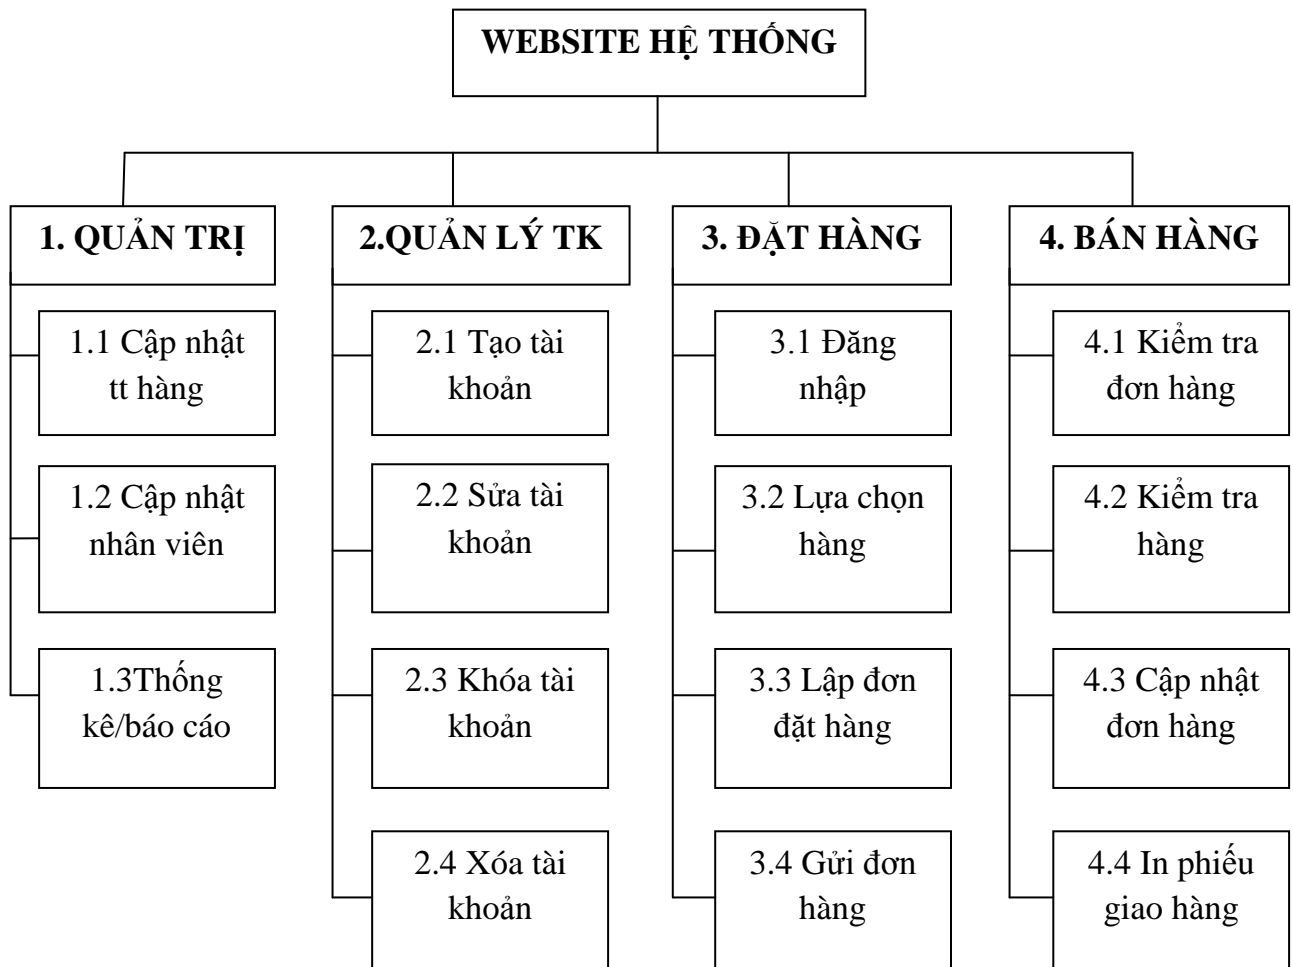 WEBSITE HỆ THỐNG
1. QUẢN TRỊ
1.1 Cập nhật
tt hàng
1.2 Cập nhật
nhân viên
1.3Thống
kê/báo cáo
2.QUẢN LÝ TK
2.1 Tạo tài
khoản
2.2 Sửa tài
khoản
2.3 Khóa tài
khoản
2.4 Xóa tài
khoản
3. ĐẶT HÀNG
3.1 Đăng
nhập
3.2 Lựa chọn
hàng
3.3 Lập đơn
đặt hàng
3.4 Gửi đơn
hàng
4. BÁN HÀNG
4.1 Kiểm tra
đơn hàng
4.2 Kiểm tra
hàng
4.3 Cập nhật
đơn hàng
4.4 In phiếu
giao hàng